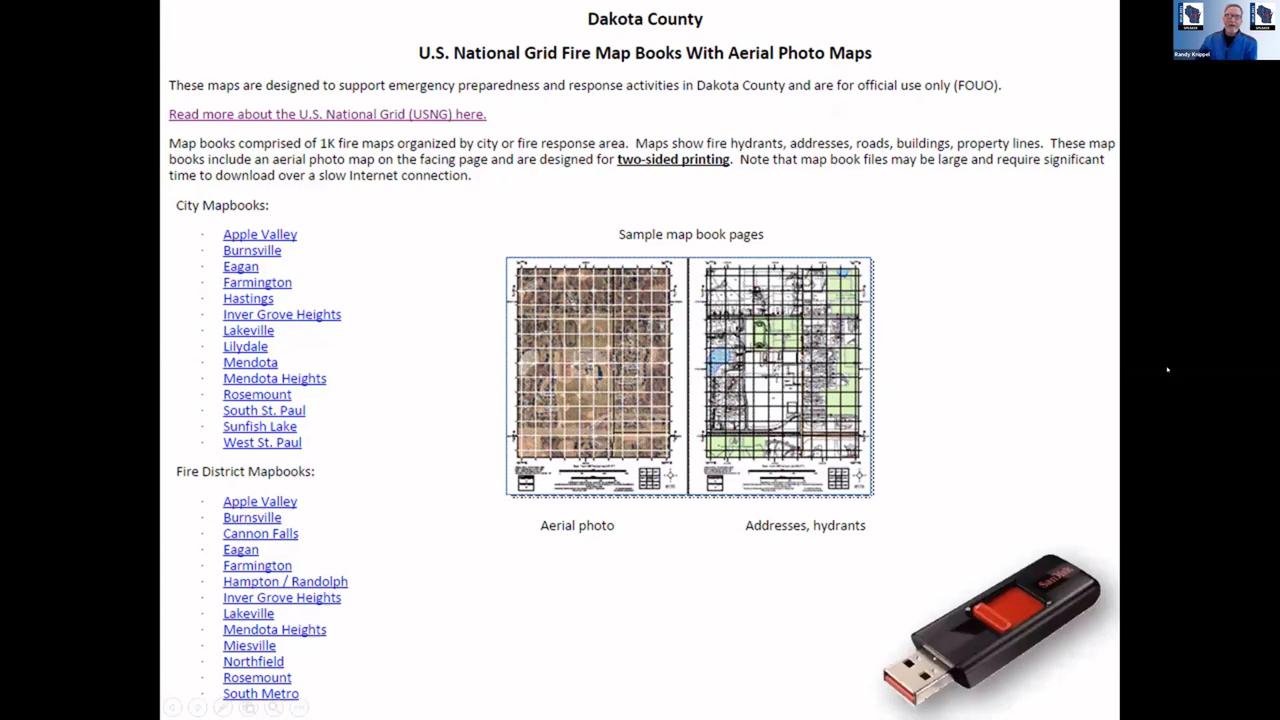 Dakota County
U.S. National Grid Fire Map Books With Aerial Photo Maps
These maps are designed to support emergency preparedness and response activities in Dakota County and are for official use only (FOUO).
Read more about the U.S. National Grid (USNG) here.
Map books comprised of 1K fire maps organized by city or fire response area.  Maps show fire hydrants, addresses, roads, buildings, property lines.  These map
books include an aerial photo map on the facing page and are designed for two-sided printing.  Note that map book files may be large and require significant
time to download over a slow Internet connection.
City Mapbooks:
· Apple Valley
· Burnsville
· Eagan
· Farmington
· Hastings
· Inver Grove Heights
· Lakeville
· Lilydale
· Mendota
· Mendota Heights
· Rosemount
· South St. Paul
· Sunfish Lake
· West St. Paul
Fire District Mapbooks:
· Apple Valley
· Burnsville
· Cannon Falls
· Eagan
· Farmington
· Hampton / Randolph
· Inver Grove Heights
· Lakeville
· Mendota Heights
· Miesville
· Northfield
· Rosemount
· South Metro
Sample map book pages
Aerial photo
Addresses, hydrants
SanDisk
Randy Knippel
SPEAKER
SPEAKER